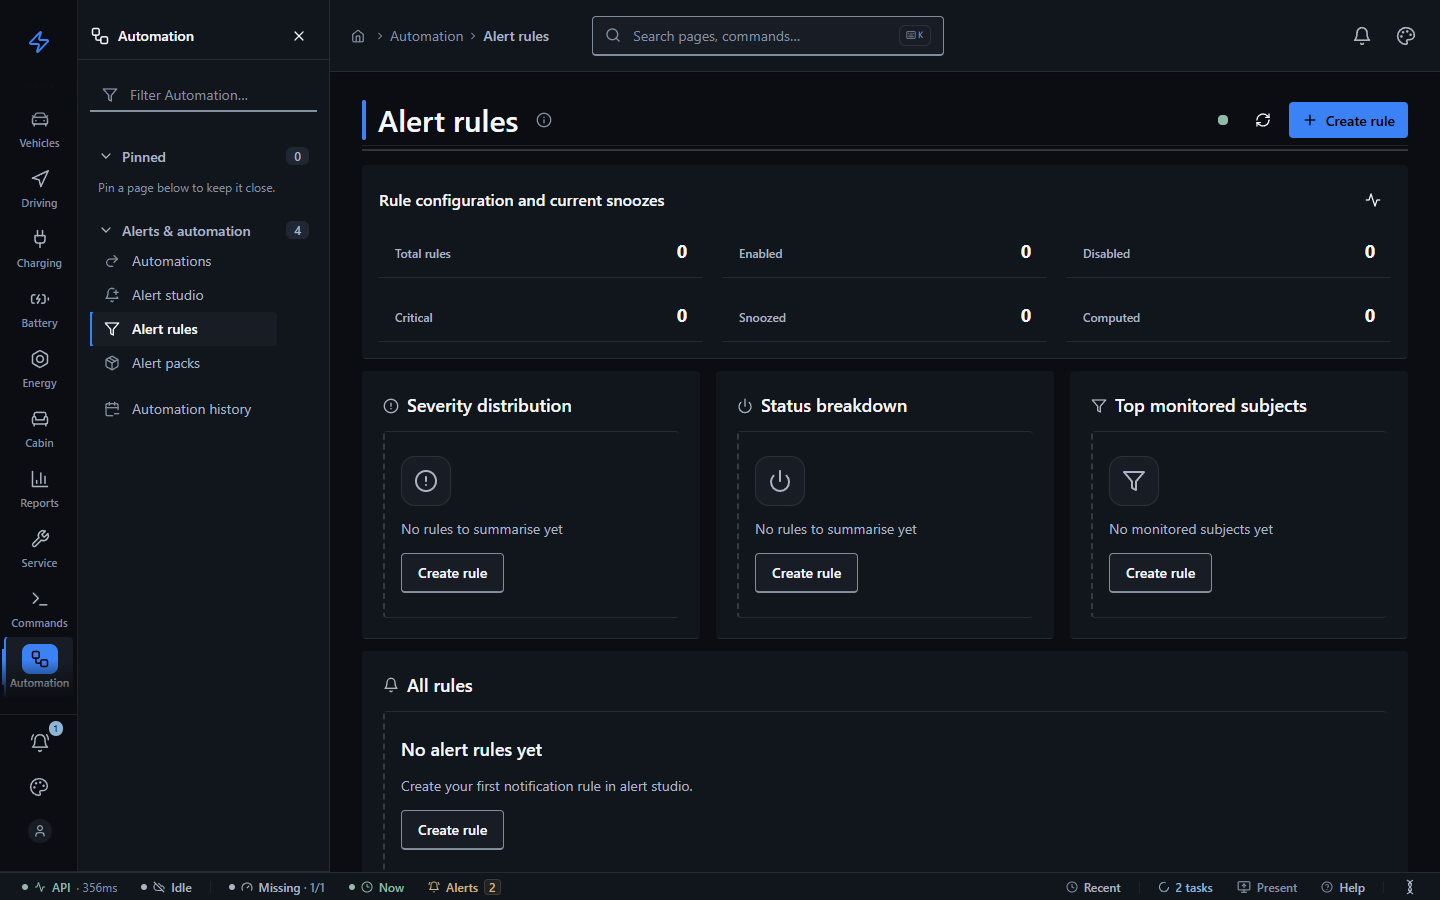 Vehicles
Driving
Charging
Battery
Energy
Cabin
Reports
Service
Commands
Automation
1
Automation
Filter Automation...
Pinned 0
Pin a page below to keep it close.
Alerts & automation 4
Automations
Alert studio
Alert rules
Alert packs
Automation history
Automation > Alert rules
Search pages, commands... K
Alert rules
Create rule
Rule configuration and current snoozes
Total rules 0
Enabled 0
Disabled 0
Critical 0
Snoozed 0
Computed 0
Severity distribution
No rules to summarise yet
Create rule
Status breakdown
No rules to summarise yet
Create rule
Top monitored subjects
No monitored subjects yet
Create rule
All rules
No alert rules yet
Create your first notification rule in alert studio.
Create rule
API · 356ms
Idle
Missing · 1/1
Now
Alerts 2
Recent
2 tasks
Present
Help